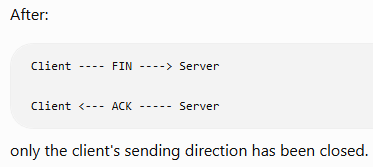 After:
Client ---- FIN ----> Server
Client <--- ACK ----- Server
only the client's sending direction has been closed.